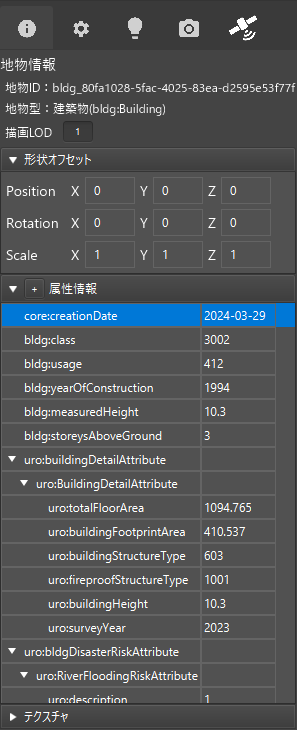 地物情報
地物ID：bldg_80fa1028-5fac-4025-83ea-d2595e53f77f
地物型：建築物(bldg:Building)
描画LOD 1
▼ 形状オフセット
Position X 0 Y 0 Z 0
Rotation X 0 Y 0 Z 0
Scale X 1 Y 1 Z 1
▼ + 属性情報
core:creationDate 2024-03-29
bldg:class 3002
bldg:usage 412
bldg:yearOfConstruction 1994
bldg:measuredHeight 10.3
bldg:storeysAboveGround 3
▼ uro:buildingDetailAttribute
▼ uro:BuildingDetailAttribute
uro:totalFloorArea 1094.765
uro:buildingFootprintArea 410.537
uro:buildingStructureType 603
uro:fireproofStructureType 1001
uro:buildingHeight 10.3
uro:surveyYear 2023
▼ uro:bldgDisasterRiskAttribute
▼ uro:RiverFloodingRiskAttribute
uro:description 1
▶ テクスチャ